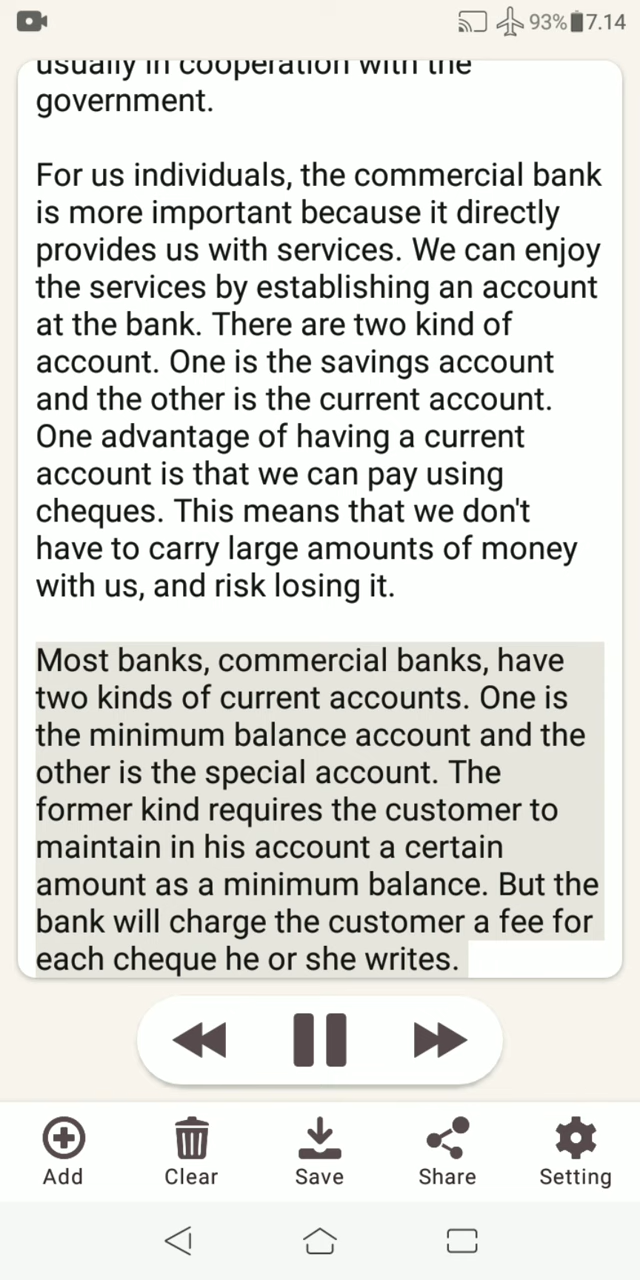 93% 7.14
usually in cooperation with the
government.
For us individuals, the commercial bank
is more important because it directly
provides us with services. We can enjoy
the services by establishing an account
at the bank. There are two kind of
account. One is the savings account
and the other is the current account.
One advantage of having a current
account is that we can pay using
cheques. This means that we don't
have to carry large amounts of money
with us, and risk losing it.
Most banks, commercial banks, have
two kinds of current accounts. One is
the minimum balance account and the
other is the special account. The
former kind requires the customer to
maintain in his account a certain
amount as a minimum balance. But the
bank will charge the customer a fee for
each cheque he or she writes.
Add Clear Save Share Setting